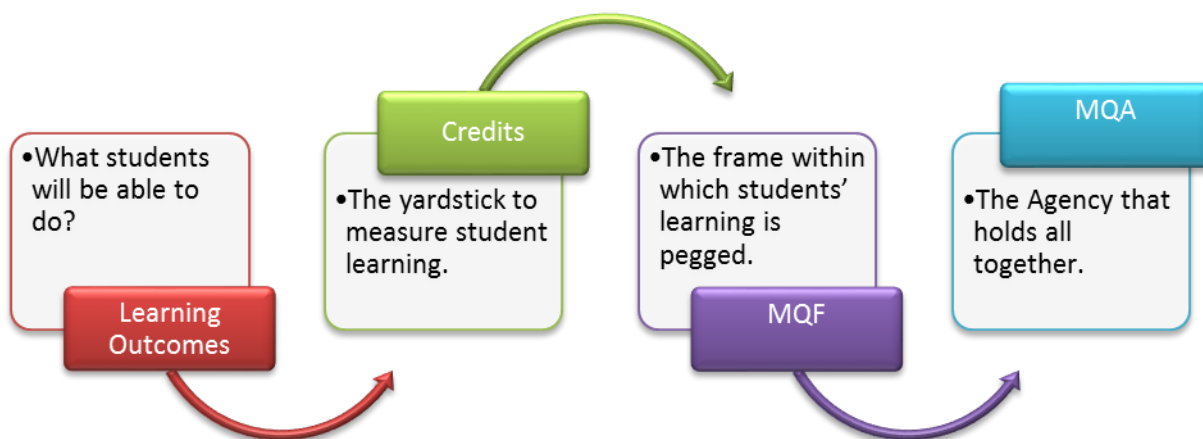 •What students
will be able to
do?
Learning
Outcomes
Credits
•The yardstick to
measure student
learning.
•The frame within
which students’
learning is
pegged.
MQF
MQA
•The Agency that
holds all
together.